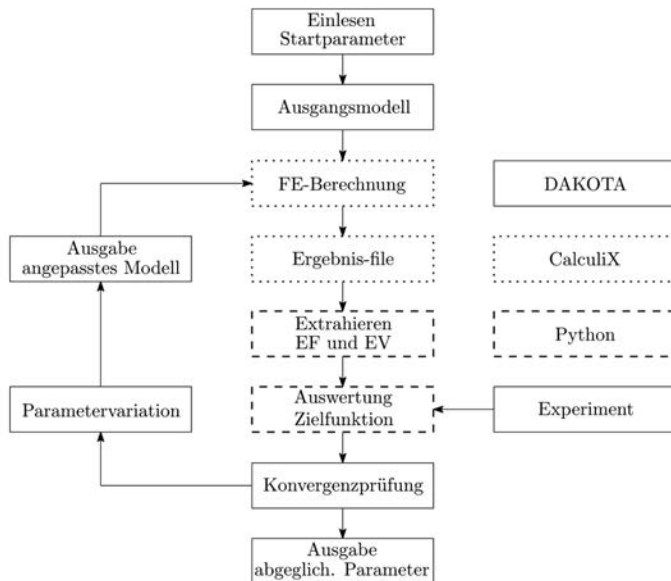 Einlesen
Startparameter
Ausgangsmodell
FE-Berechnung
DAKOTA
Ausgabe
angepasstes Modell
Ergebnis-file
CalculiX
Extrahieren
EF und EV
Python
Parametervariation
Auswertung
Zielfunktion
Experiment
Konvergenzprüfung
Ausgabe
abgeglich. Parameter